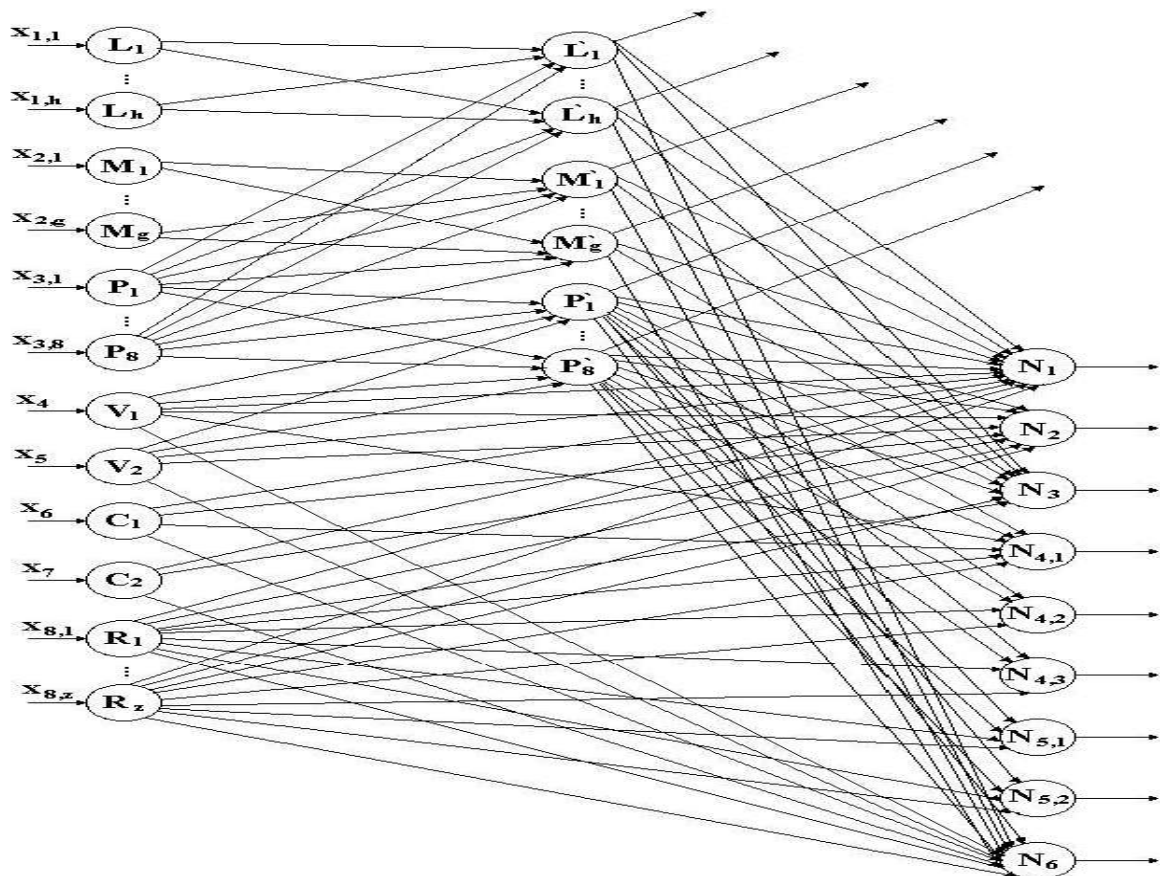 x1,1 L1 L`1
x1,h Lh L`h
x2,1 M1 M`1
x2,g Mg M`g
x3,1 P1 P`1
x3,8 P8 P`8 N1
x4 V1 N2
x5 V2 N3
x6 C1 N4,1
x7 C2 N4,2
x8,1 R1 N4,3
x8,z Rz N5,1
N5,2
N6